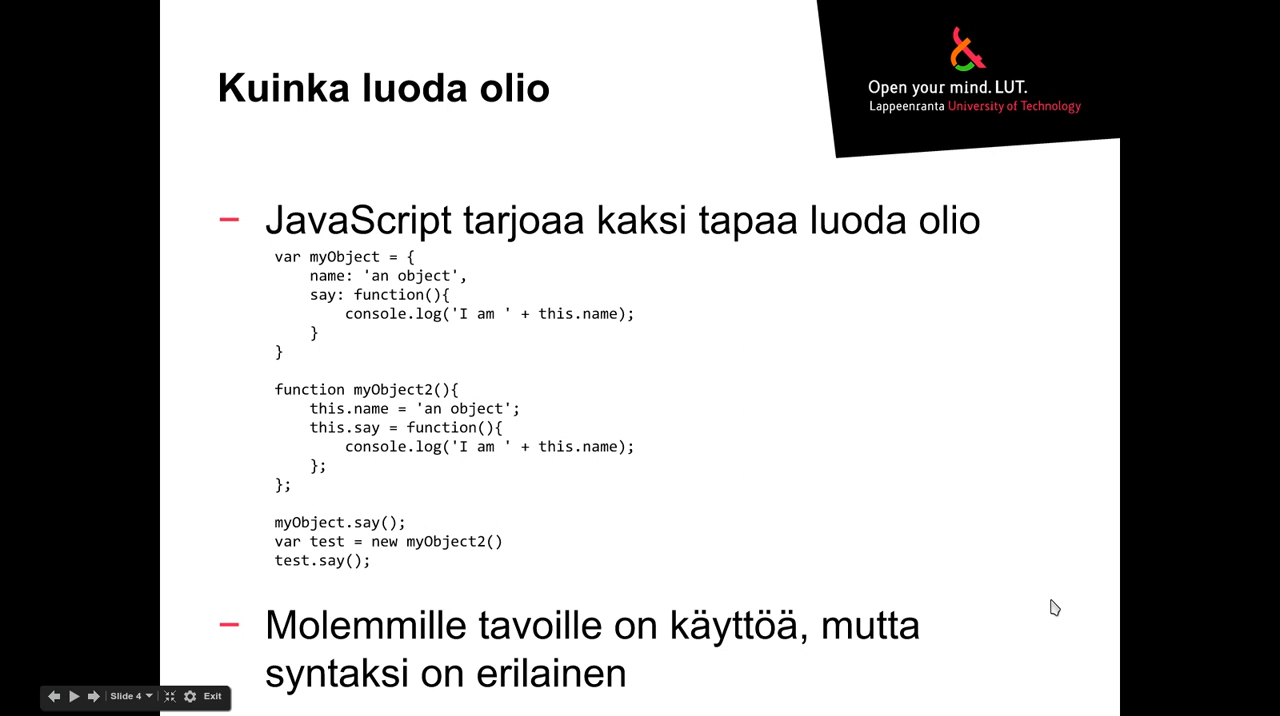 Kuinka luoda olio
Open your mind. LUT.
Lappeenranta University of Technology
– JavaScript tarjoaa kaksi tapaa luoda olio
var myObject = {
    name: 'an object',
    say: function(){
        console.log('I am ' + this.name);
    }
}
function myObject2(){
    this.name = 'an object';
    this.say = function(){
        console.log('I am ' + this.name);
    };
};
myObject.say();
var test = new myObject2()
test.say();
– Molemmille tavoille on käyttöä, mutta
syntaksi on erilainen
Slide 4 Exit